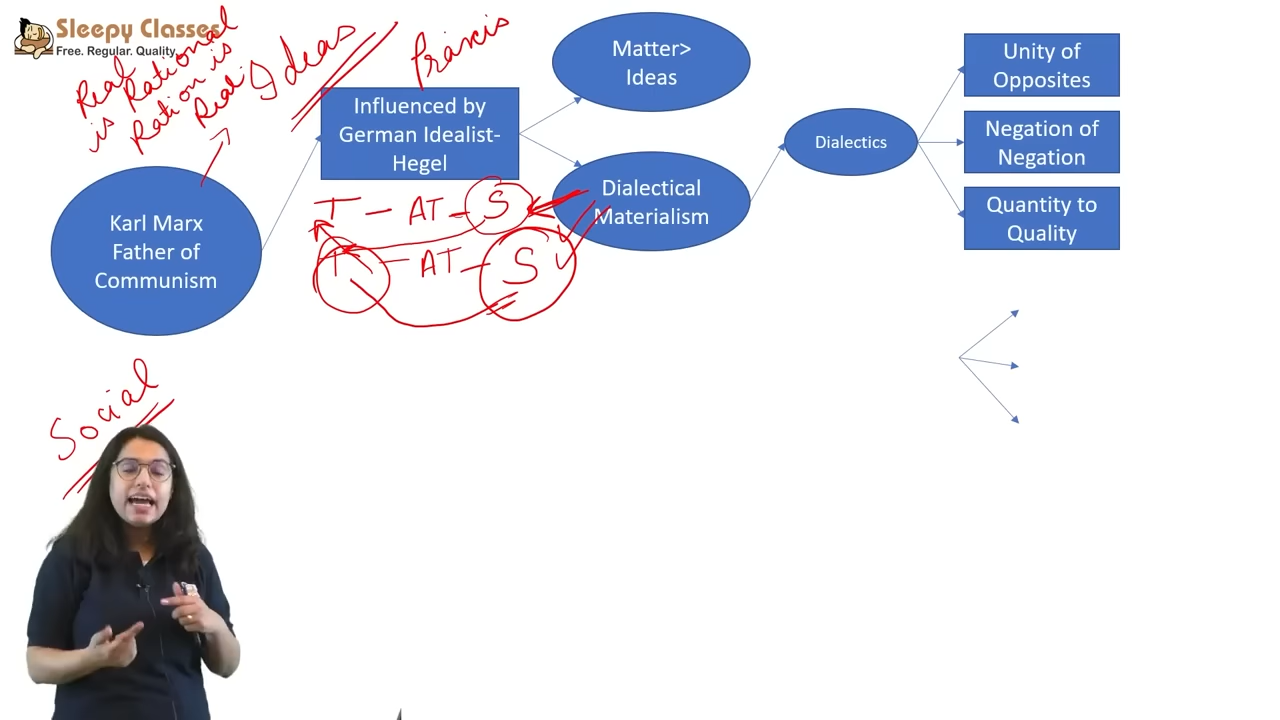 Sleepy Classes
Free. Regular. Quality.
Real
is Rational
Ration is
Real
Ideas
Francis
Influenced by
German Idealist-
Hegel
Matter>
Ideas
Unity of
Opposites
Dialectics
Negation of
Negation
Dialectical
Materialism
Quantity to
Quality
Karl Marx
Father of
Communism
T - AT - S
T - AT - S
Social